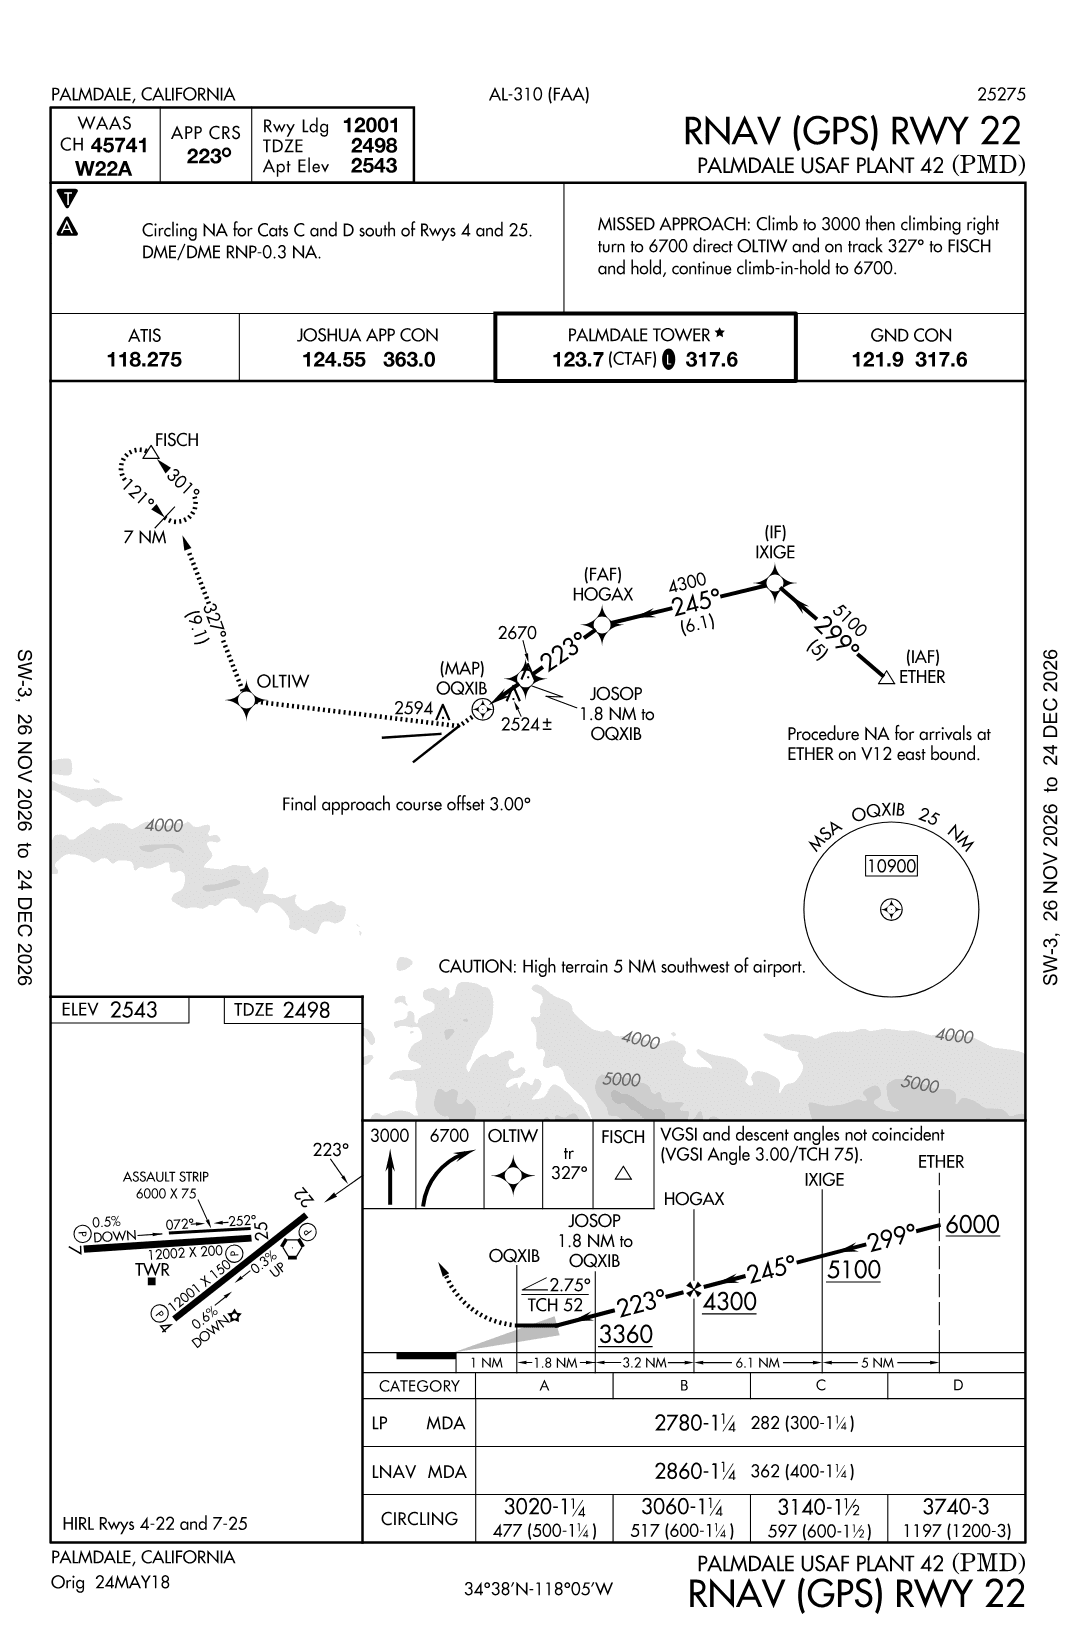 PALMDALE, CALIFORNIA
AL-310 (FAA)
25275
WAAS
CH 45741
W22A
APP CRS
223°
Rwy Ldg 12001
TDZE 2498
Apt Elev 2543
RNAV (GPS) RWY 22
PALMDALE USAF PLANT 42 (PMD)
T
A
Circling NA for Cats C and D south of Rwys 4 and 25.
DME/DME RNP-0.3 NA.
MISSED APPROACH: Climb to 3000 then climbing right
turn to 6700 direct OLTIW and on track 327° to FISCH
and hold, continue climb-in-hold to 6700.
ATIS
118.275
JOSHUA APP CON
124.55 363.0
PALMDALE TOWER ★
123.7 (CTAF) L 317.6
GND CON
121.9 317.6
FISCH
301°
121°
7 NM
327°
(9.1)
OLTIW
(IF)
IXIGE
(FAF)
HOGAX
4300
245°
(6.1)
5100
299°
(5)
(IAF)
ETHER
2670
223°
(MAP)
OQXIB
2594
2524±
JOSOP
1.8 NM to
OQXIB
Procedure NA for arrivals at
ETHER on V12 east bound.
Final approach course offset 3.00°
4000
MSA OQXIB 25 NM
10900
CAUTION: High terrain 5 NM southwest of airport.
4000
4000
5000
5000
SW-3, 26 NOV 2026 to 24 DEC 2026
SW-3, 26 NOV 2026 to 24 DEC 2026
ELEV 2543
TDZE 2498
223°
ASSAULT STRIP
6000 X 75
0.5%
DOWN
072°
252°
P
7
25
22
P
12002 X 200
P
TWR
12001 X 150
0.3%
UP
P
4
0.6%
DOWN
HIRL Rwys 4-22 and 7-25
3000
6700
OLTIW
tr
327°
FISCH
VGSI and descent angles not coincident
(VGSI Angle 3.00/TCH 75).
ETHER
IXIGE
HOGAX
JOSOP
1.8 NM to
OQXIB
OQXIB
2.75°
TCH 52
223°
245°
299°
6000
5100
4300
3360
1 NM
1.8 NM
3.2 NM
6.1 NM
5 NM
CATEGORY A B C D
LP MDA 2780-1¼ 282 (300-1¼)
LNAV MDA 2860-1¼ 362 (400-1¼)
CIRCLING
3020-1¼
477 (500-1¼)
3060-1¼
517 (600-1¼)
3140-1½
597 (600-1½)
3740-3
1197 (1200-3)
PALMDALE, CALIFORNIA
Orig 24MAY18
34°38'N-118°05'W
PALMDALE USAF PLANT 42 (PMD)
RNAV (GPS) RWY 22